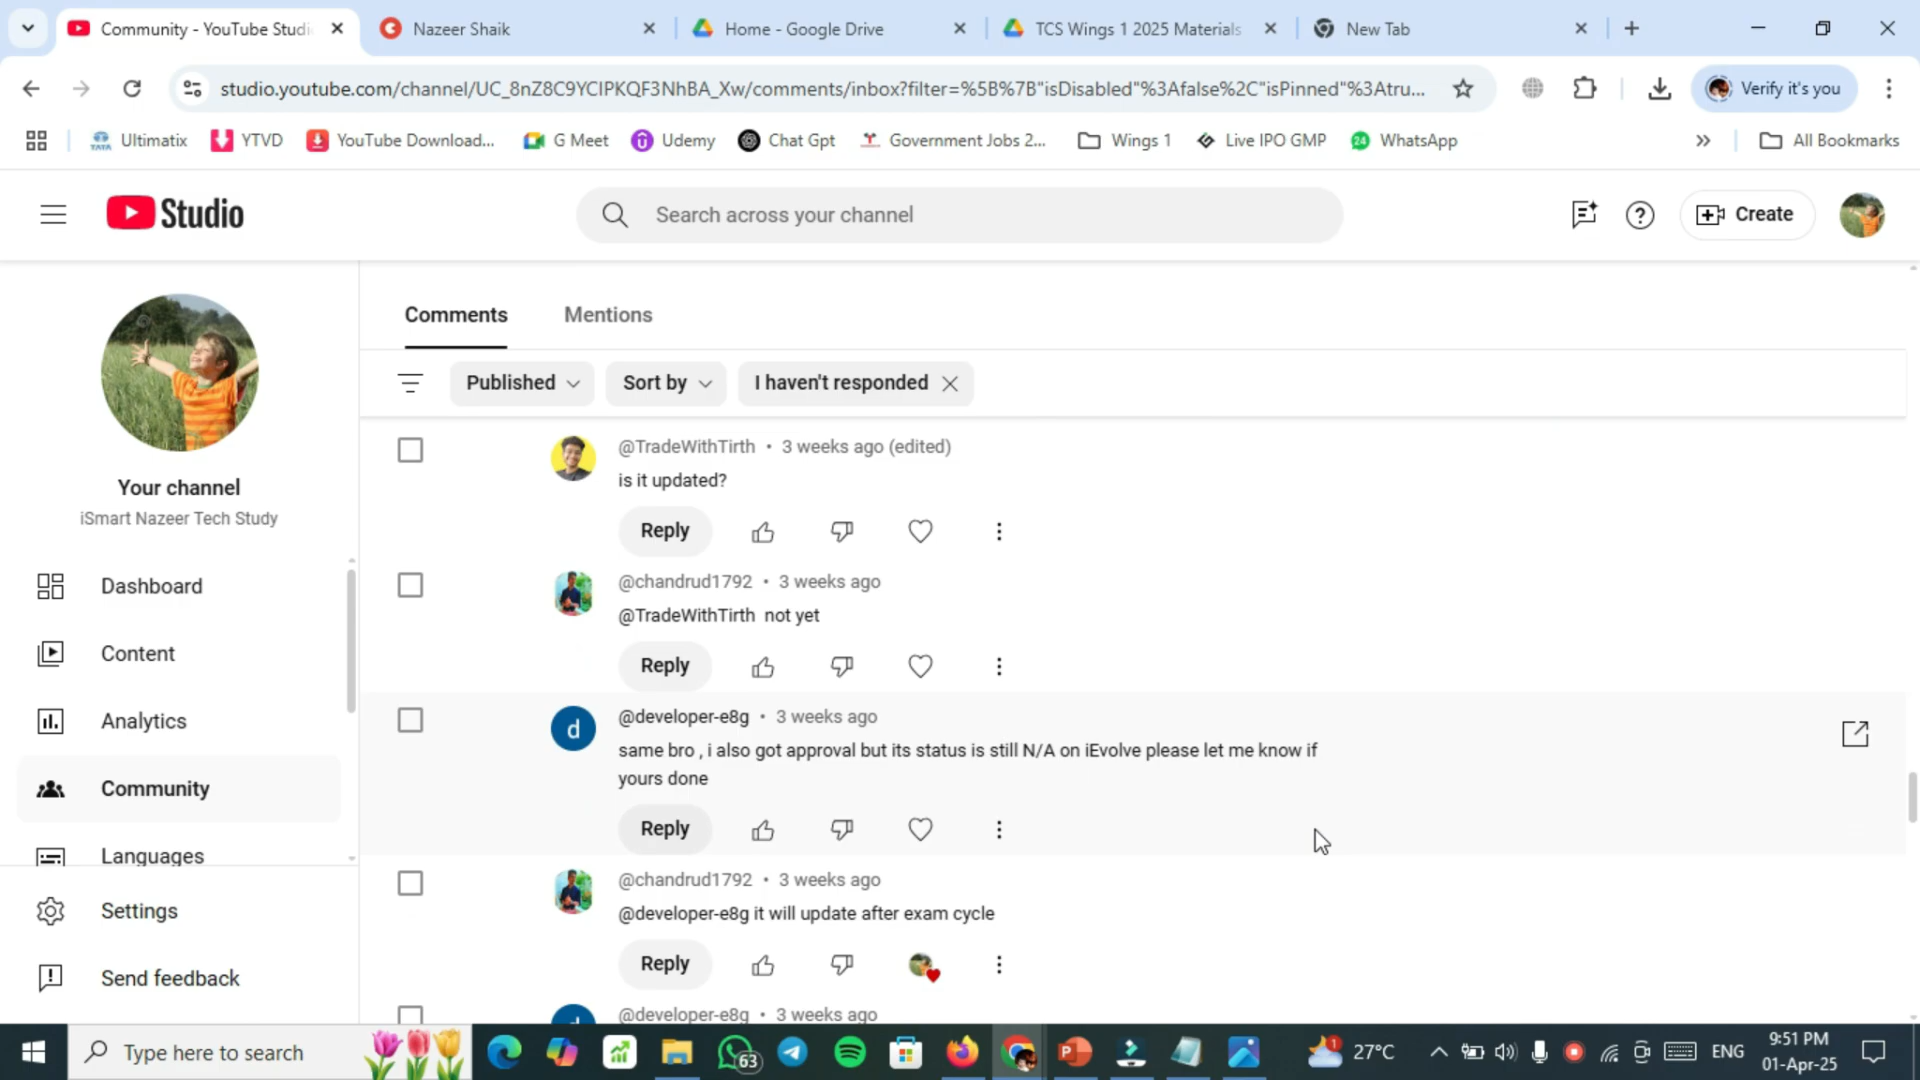 Community - YouTube Studi
Nazeer Shaik
Home - Google Drive
TCS Wings 1 2025 Materials
New Tab
studio.youtube.com/channel/UC_8nZ8C9YCIPKQF3NhBA_Xw/comments/inbox?filter=%5B%7B"isDisabled"%3Afalse%2C"isPinned"%3Atru...
Verify it's you
Ultimatix
YTVD
YouTube Download...
G Meet
Udemy
Chat Gpt
Government Jobs 2...
Wings 1
Live IPO GMP
24
WhatsApp
All Bookmarks
Studio
Search across your channel
Create
Your channel
iSmart Nazeer Tech Study
Dashboard
Content
Analytics
Community
Languages
Settings
Send feedback
Comments
Mentions
Published
Sort by
I haven't responded
@TradeWithTirth • 3 weeks ago (edited)
is it updated?
Reply
@chandrud1792 • 3 weeks ago
@TradeWithTirth not yet
Reply
d
@developer-e8g • 3 weeks ago
same bro , i also got approval but its status is still N/A on iEvolve please let me know if
yours done
Reply
@chandrud1792 • 3 weeks ago
@developer-e8g it will update after exam cycle
Reply
@developer-e8g • 3 weeks ago
Type here to search
63
1
27°C
ENG
9:51 PM
01-Apr-25